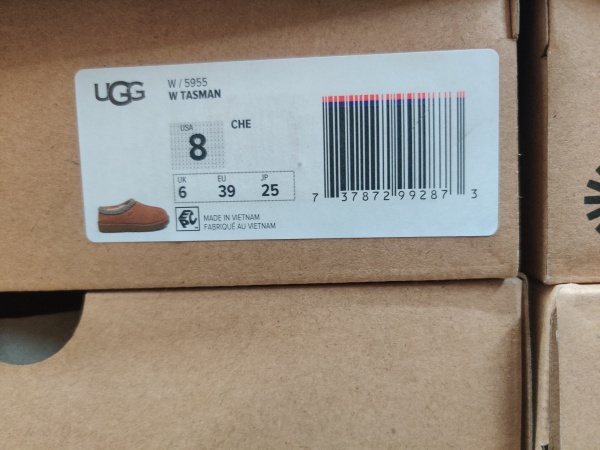 UGG
W / 5955
W TASMAN
USA
8
CHE
UK EU JP
6 39 25
MADE IN VIETNAM
FABRIQUÉ AU VIETNAM
7 37872 99287 3